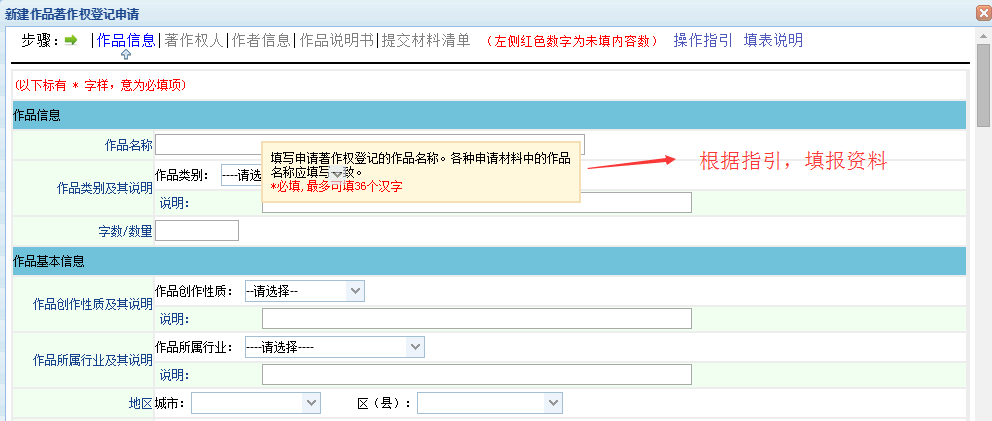 新建作品著作权登记申请
步骤： |作品信息|著作权人|作者信息|作品说明书|提交材料清单 （左侧红色数字为未填内容数） 操作指引 填表说明
(以下标有 * 字样，意为必填项)
作品信息
作品名称
填写申请著作权登记的作品名称。各种申请材料中的作品
名称应填写 致。
*必填,最多可填36个汉字
根据指引，填报资料
作品类别及其说明
作品类别： ----请选
说明：
字数/数量
作品基本信息
作品创作性质及其说明
作品创作性质： --请选择--
说明：
作品所属行业及其说明
作品所属行业： ----请选择----
说明：
地区 城市： 区（县）：